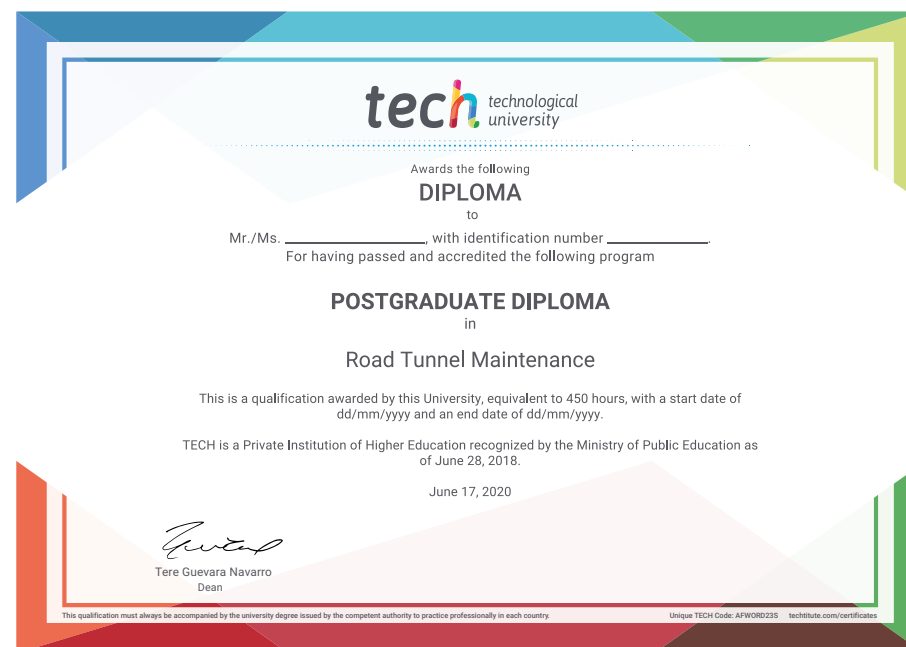 tech technological
university
Awards the following
DIPLOMA
to
Mr./Ms. ____________________, with identification number ______________.
For having passed and accredited the following program
POSTGRADUATE DIPLOMA
in
Road Tunnel Maintenance
This is a qualification awarded by this University, equivalent to 450 hours, with a start date of
dd/mm/yyyy and an end date of dd/mm/yyyy.
TECH is a Private Institution of Higher Education recognized by the Ministry of Public Education as
of June 28, 2018.
June 17, 2020
Tere Guevara Navarro
Dean
This qualification must always be accompanied by the university degree issued by the competent authority to practice professionally in each country.
Unique TECH Code: AFWORD23S techtitute.com/certificates